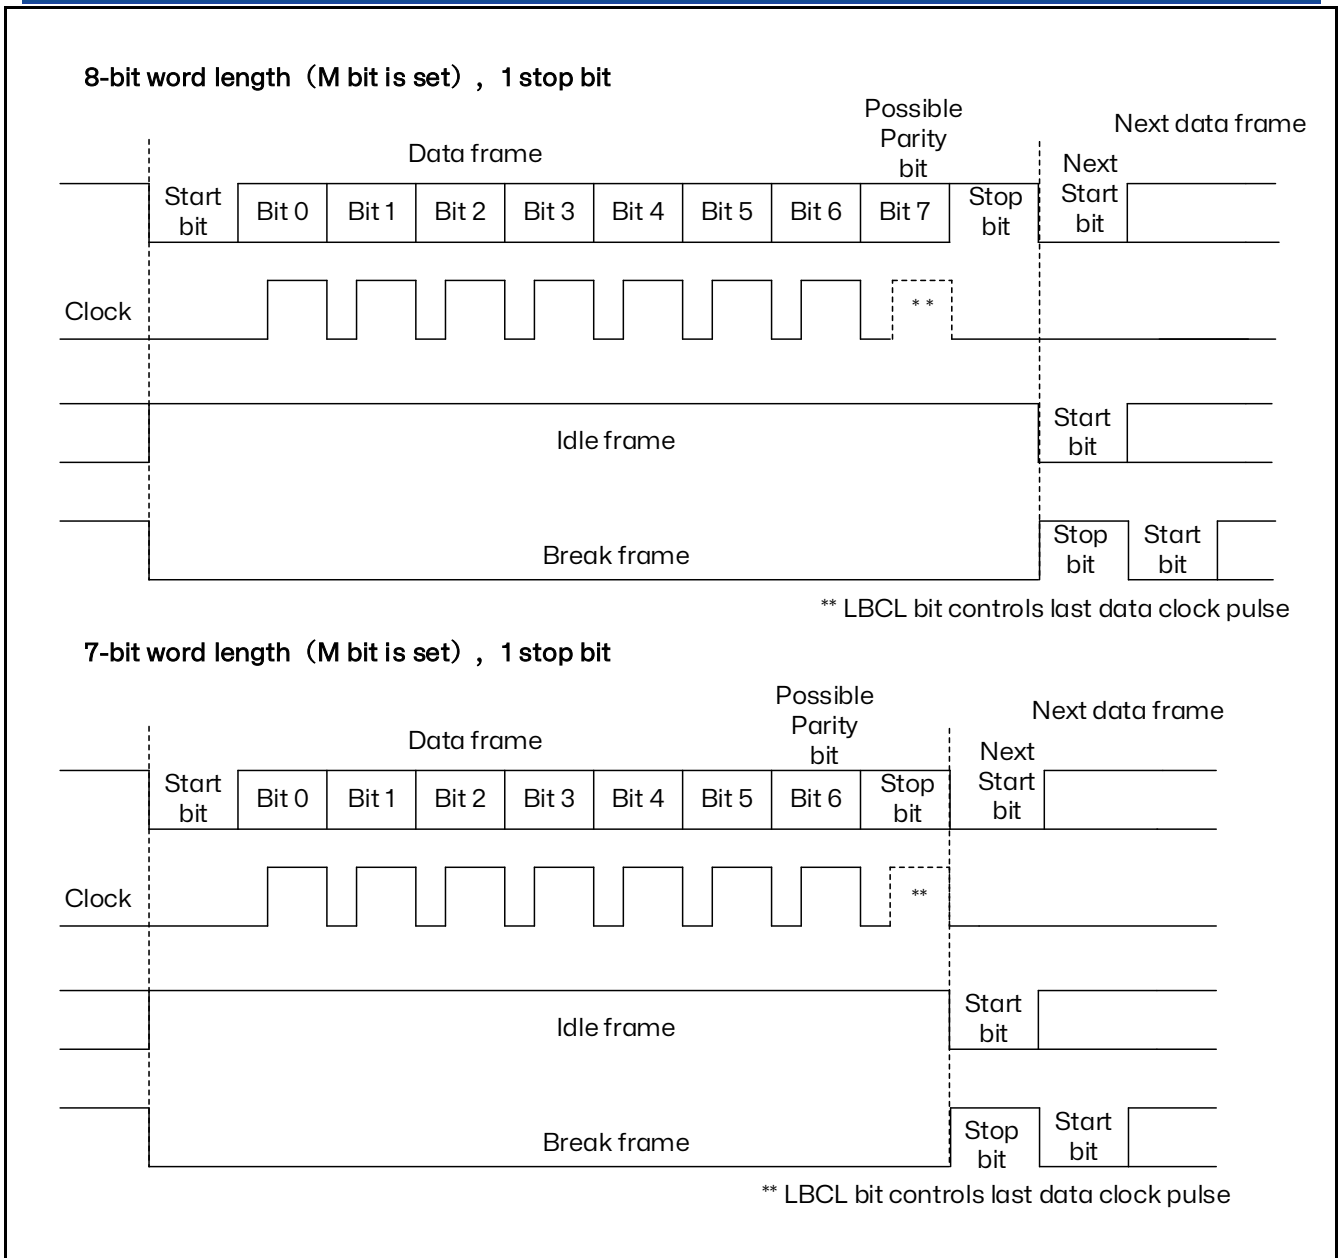 8-bit word length（M bit is set）, 1 stop bit
Possible
Parity
bit
Next data frame
Data frame
Next
Start
bit
Start
bit
Bit 0
Bit 1
Bit 2
Bit 3
Bit 4
Bit 5
Bit 6
Bit 7
Stop
bit
Clock
* *
Idle frame
Start
bit
Break frame
Stop
bit
Start
bit
** LBCL bit controls last data clock pulse
7-bit word length（M bit is set）, 1 stop bit
Possible
Parity
bit
Next data frame
Data frame
Next
Start
bit
Start
bit
Bit 0
Bit 1
Bit 2
Bit 3
Bit 4
Bit 5
Bit 6
Stop
bit
Clock
**
Idle frame
Start
bit
Break frame
Stop
bit
Start
bit
** LBCL bit controls last data clock pulse